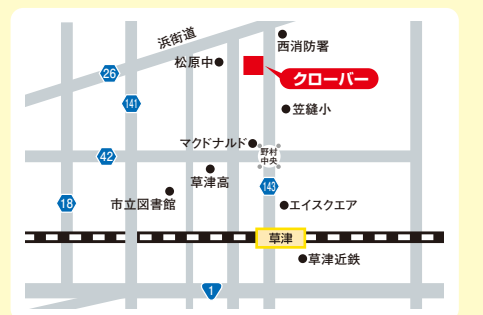 浜街道
西消防署
松原中
26
クローバー
141
笠縫小
マクドナルド
野村
中央
42
草津高
143
市立図書館
18
エイスクエア
草津
草津近鉄
1